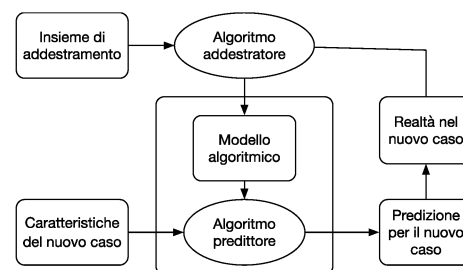 Insieme di
addestramento
Algoritmo
addestratore
Modello
algoritmico
Realtà nel
nuovo caso
Caratteristiche
del nuovo caso
Algoritmo
predittore
Predizione
per il nuovo
caso